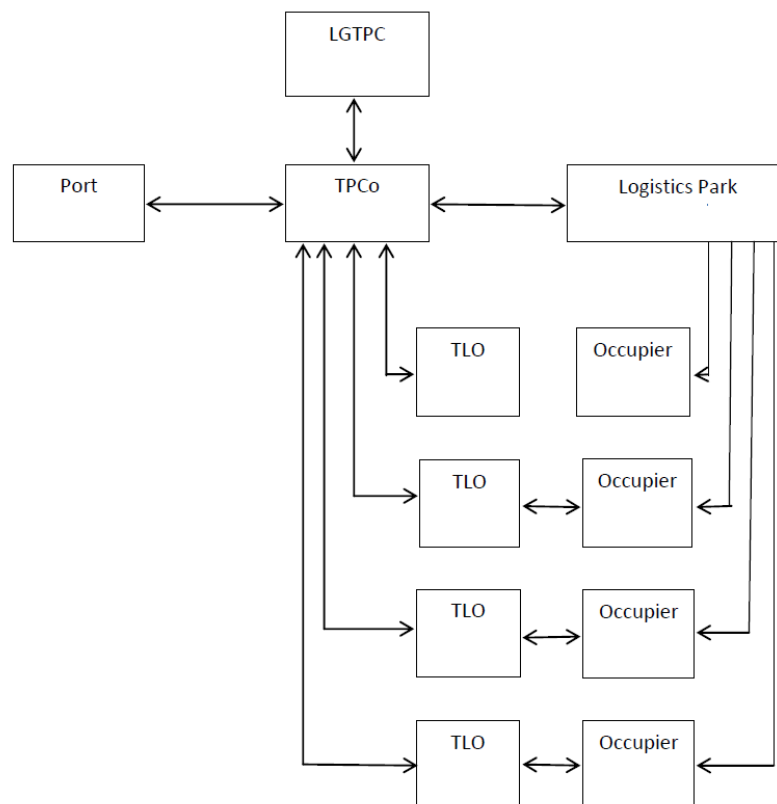 LGTPC
Port
TPCo
Logistics Park
TLO
Occupier
TLO
Occupier
TLO
Occupier
TLO
Occupier